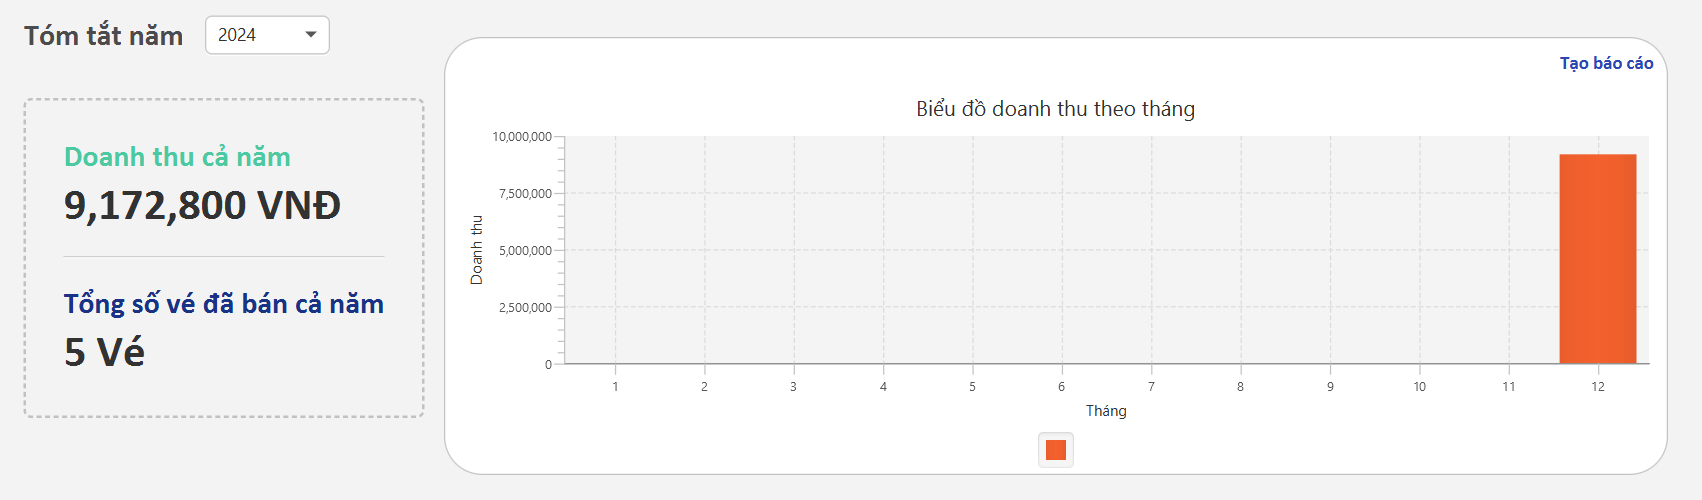 Tóm tắt năm 2024
Doanh thu cả năm
9,172,800 VNĐ
Tổng số vé đã bán cả năm
5 Vé
Tạo báo cáo
Biểu đồ doanh thu theo tháng
10,000,000
7,500,000
5,000,000
2,500,000
0
Doanh thu
1 2 3 4 5 6 7 8 9 10 11 12
Tháng